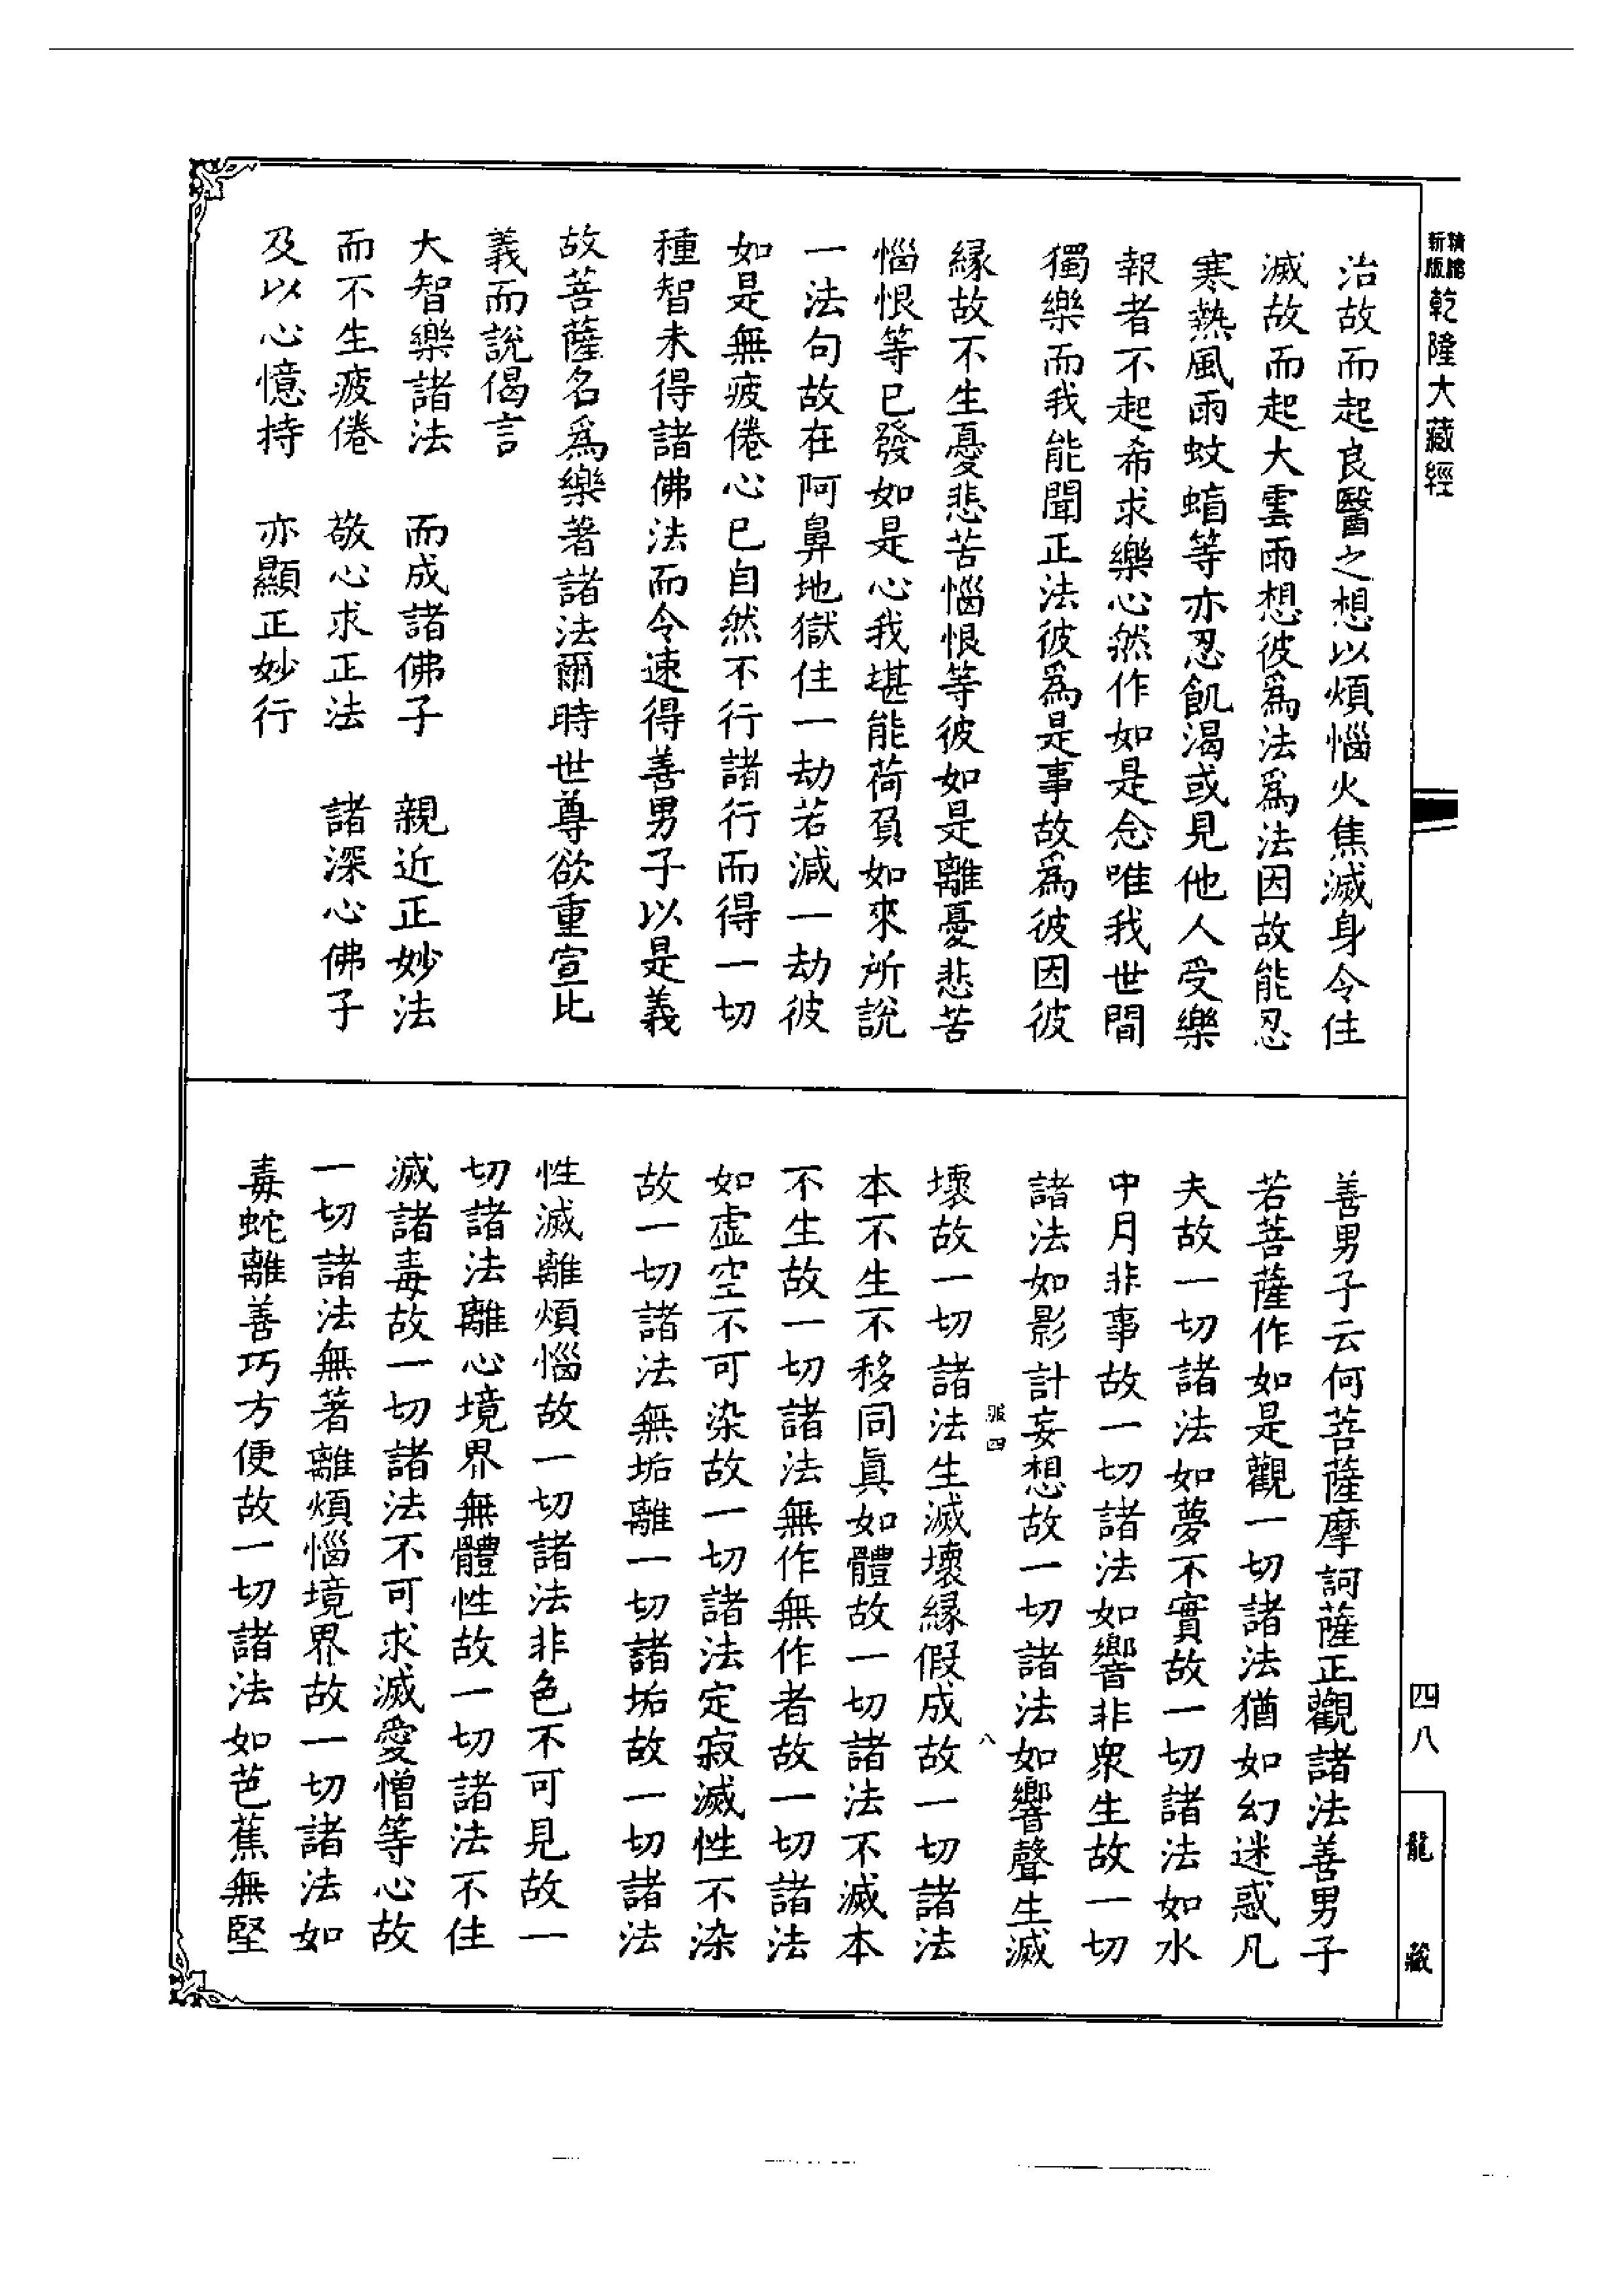 新版
精縮
乾隆大藏經
治故而起良醫之想以煩惱火焦滅身令住
滅故而起大雲雨想彼爲法爲法因故能忍
寒熱風雨蚊蝱等亦忍飢渴或見他人受樂
報者不起希求樂心然作如是念唯我世間
獨樂而我能聞正法彼爲是事故爲彼因彼
緣故不生憂悲苦惱恨等彼如是離憂悲苦
惱恨等已發如是心我堪能荷負如來所說
一法句故在阿鼻地獄住一劫若減一劫彼
如是無疲倦心已自然不行諸行而得一切
種智未得諸佛法而令速得善男子以是義
故菩薩名爲樂著諸法爾時世尊欲重宣比
義而說偈言
大智樂諸法　而成諸佛子　親近正妙法
而不生疲倦　敬心求正法　諸深心佛子
及以心憶持　亦顯正妙行
善男子云何菩薩摩訶薩正觀諸法善男子
若菩薩作如是觀一切諸法猶如幻迷惑凡
夫故一切諸法如夢不實故一切諸法如水
中月非事故一切諸法如響非衆生故一切
諸法如影計妄想故一切諸法如響聲生滅
壞故一切諸法生滅壞緣假成故一切諸法
本不生不移同眞如體故一切諸法不滅本
不生故一切諸法無作無作者故一切諸法
如虛空不可染故一切諸法定寂滅性不染
故一切諸法無垢離一切諸垢故一切諸法
性滅離煩惱故一切諸法非色不可見故一
切諸法離心境界無體性故一切諸法不住
滅諸毒故一切諸法不可求滅愛憎等心故
一切諸法無著離煩惱境界故一切諸法如
毒蛇離善巧方便故一切諸法如芭蕉無堅
四
八
四八
龍藏